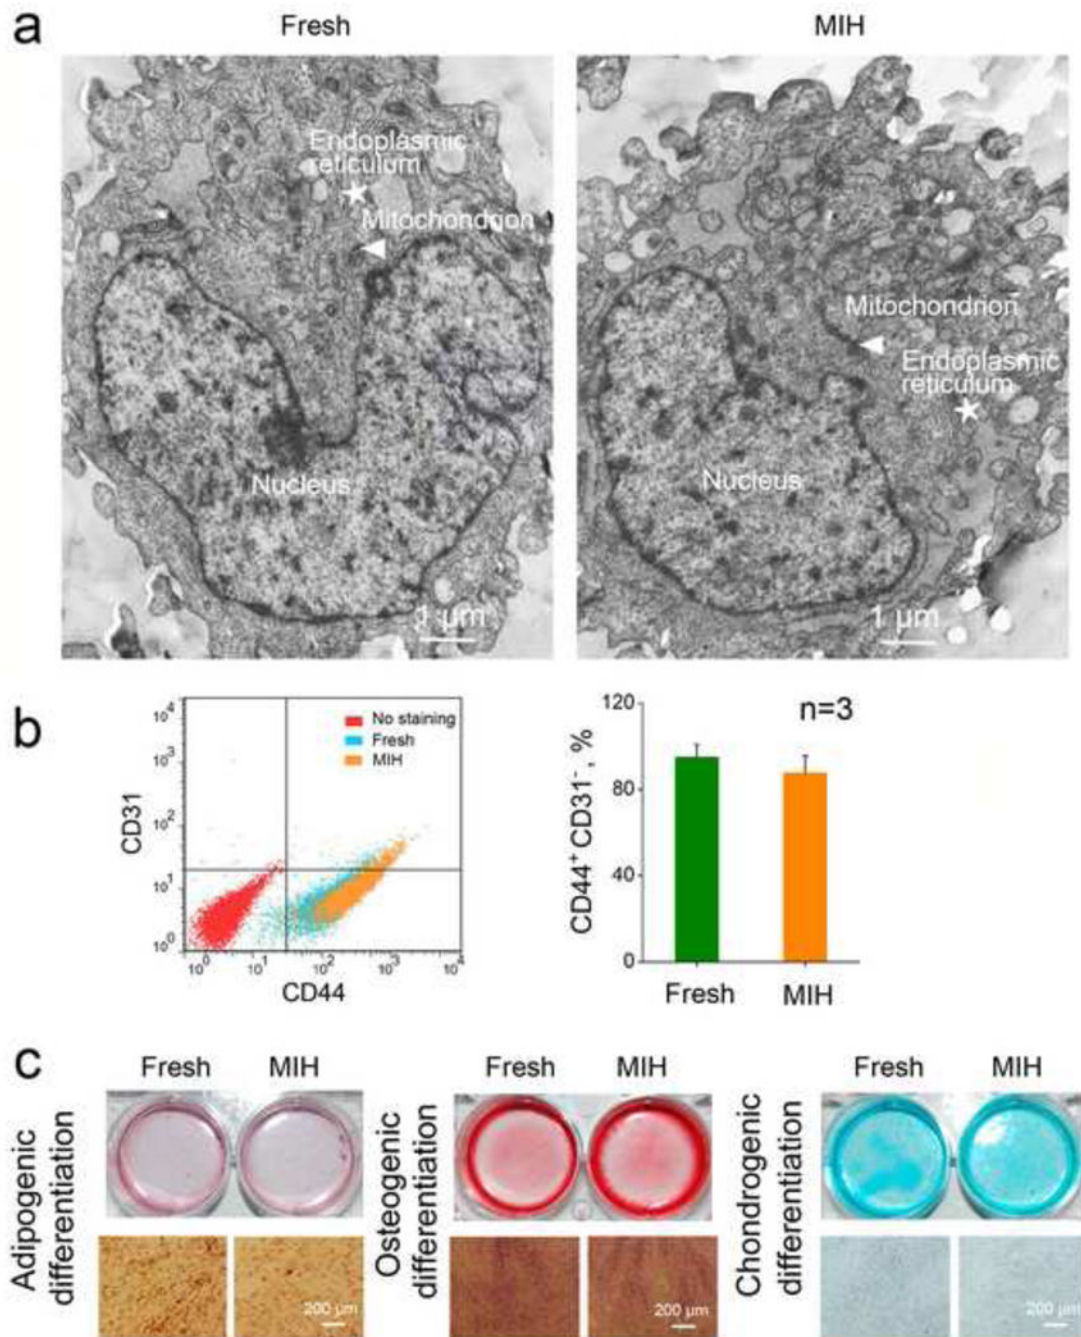 a
Fresh
MIH
Endoplasmic
reticulum
Mitochondrion
Nucleus
1 μm
Mitochondrion
Endoplasmic
reticulum
Nucleus
1 μm
b
CD31
10⁴
10³
10²
10¹
10⁰
No staining
Fresh
MIH
10⁰ 10¹ 10² 10³ 10⁴
CD44
CD44⁺ CD31⁻, %
120
80
40
0
n=3
Fresh MIH
c
Adipogenic
differentiation
Fresh MIH
200 μm
Osteogenic
differentiation
Fresh MIH
200 μm
Chondrogenic
differentiation
Fresh MIH
200 μm